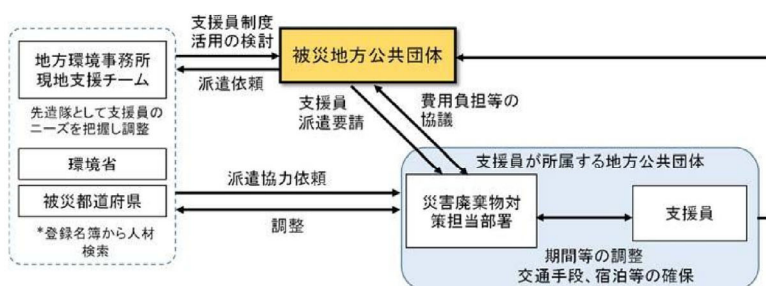 支援員制度
活用の検討
被災地方公共団体
地方環境事務所
現地支援チーム
派遣依頼
先遣隊として支援員の
ニーズを把握し調整
支援員
派遣要請
費用負担等の
協議
支援員が所属する地方公共団体
環境省
派遣協力依頼
被災都道府県
災害廃棄物対
策担当部署
支援員
調整
*登録名簿から人材
検索
期間等の調整
交通手段、宿泊等の確保